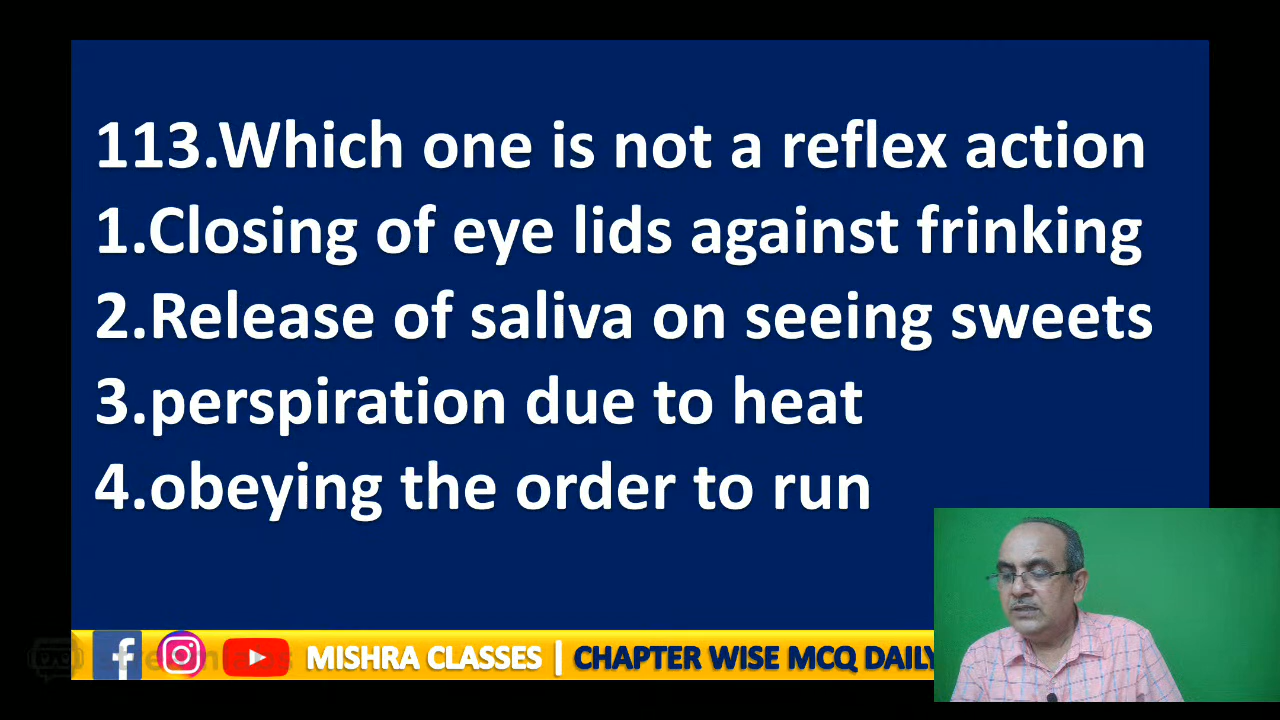 113.Which one is not a reflex action
1.Closing of eye lids against frinking
2.Release of saliva on seeing sweets
3.perspiration due to heat
4.obeying the order to run
MISHRA CLASSES | CHAPTER WISE MCQ DAILY